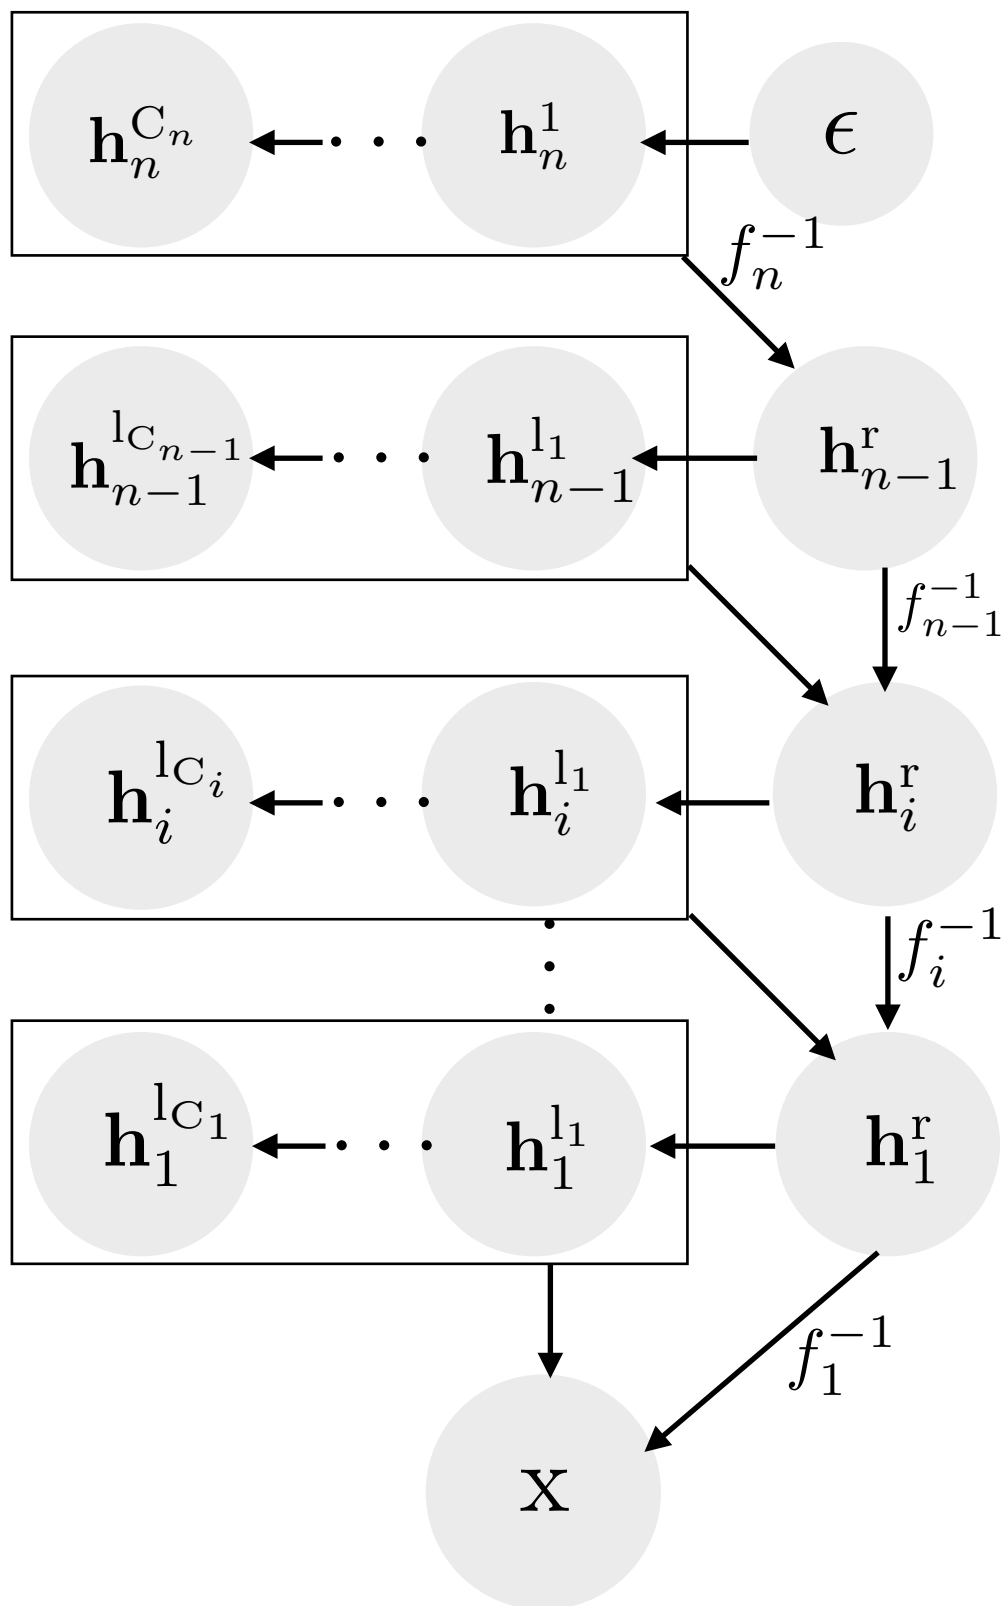 h_n^{C_n} · · · h_n^1 ϵ
f_n^{-1}
h_{n-1}^{l_{C_{n-1}}} · · · h_{n-1}^{l_1} h_{n-1}^r
f_{n-1}^{-1}
h_i^{l_{C_i}} · · · h_i^{l_1} h_i^r
f_i^{-1}
h_1^{l_{C_1}} · · · h_1^{l_1} h_1^r
f_1^{-1}
x